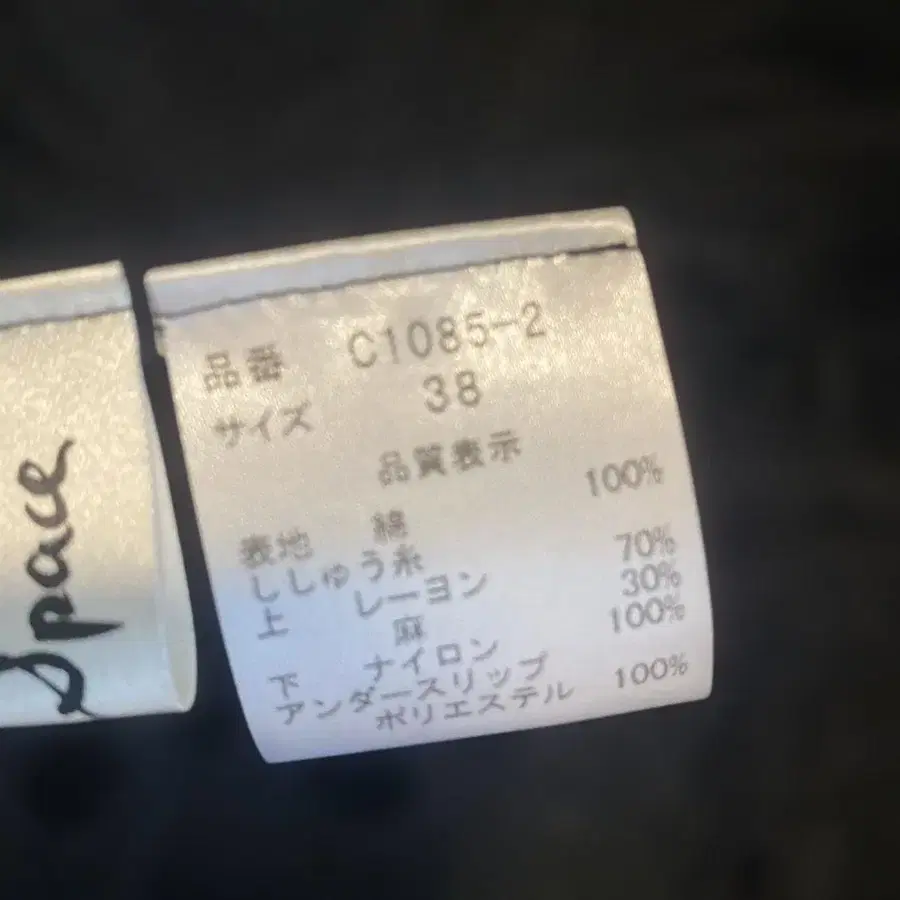 Space
品番 C1085-2
サイズ 38
品質表示
表地 綿 100%
ししゅう糸
上 レーヨン 70%
麻 30%
下 ナイロン 100%
アンダースリップ
ポリエステル 100%